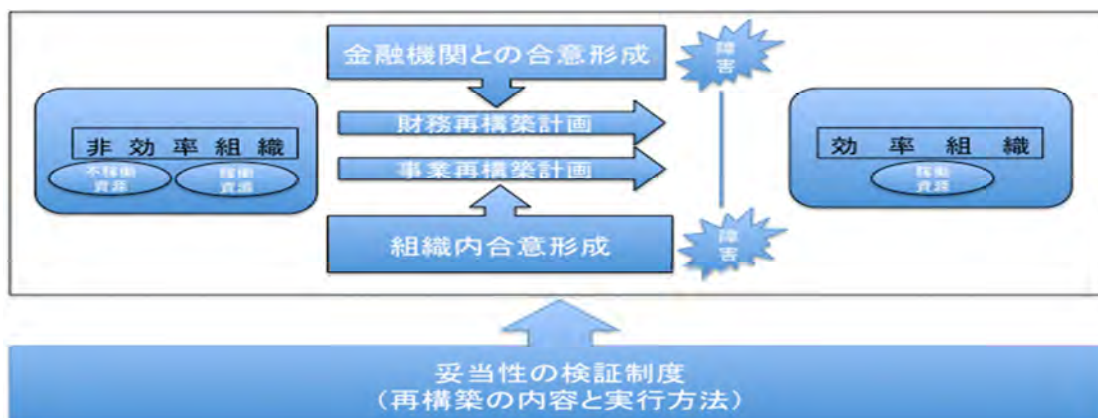 金融機関との合意形成
障
害
財務再構築計画
非効率組織
不稼働
資源
稼働
資源
事業再構築計画
効率組織
稼働
資源
組織内合意形成
障
害
妥当性の検証制度
(再構築の内容と実行方法)